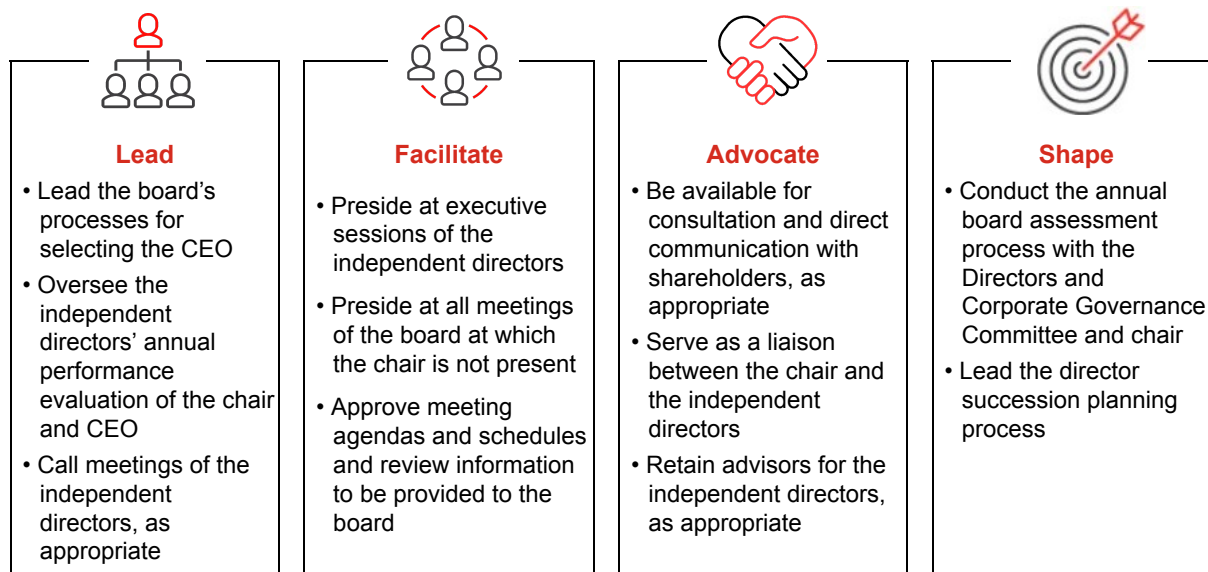 Lead
• Lead the board’s
processes for
selecting the CEO
• Oversee the
independent
directors’ annual
performance
evaluation of the chair
and CEO
• Call meetings of the
independent
directors, as
appropriate
Facilitate
• Preside at executive
sessions of the
independent directors
• Preside at all meetings
of the board at which
the chair is not present
• Approve meeting
agendas and schedules
and review information
to be provided to the
board
Advocate
• Be available for
consultation and direct
communication with
shareholders, as
appropriate
• Serve as a liaison
between the chair and
the independent
directors
• Retain advisors for the
independent directors,
as appropriate
Shape
• Conduct the annual
board assessment
process with the
Directors and
Corporate Governance
Committee and chair
• Lead the director
succession planning
process